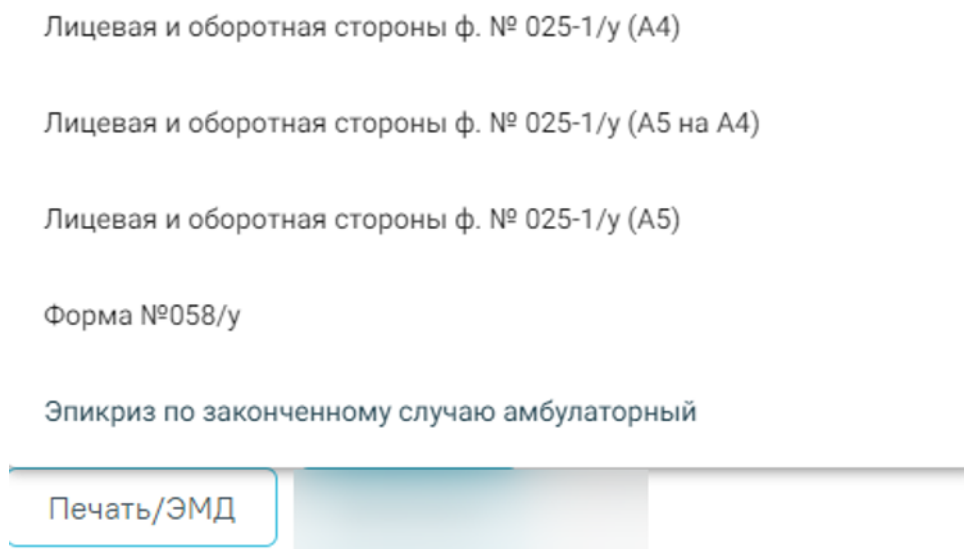 Лицевая и оборотная стороны ф. № 025-1/у (А4)
Лицевая и оборотная стороны ф. № 025-1/у (А5 на А4)
Лицевая и оборотная стороны ф. № 025-1/у (А5)
Форма №058/у
Эпикриз по законченному случаю амбулаторный
Печать/ЭМД